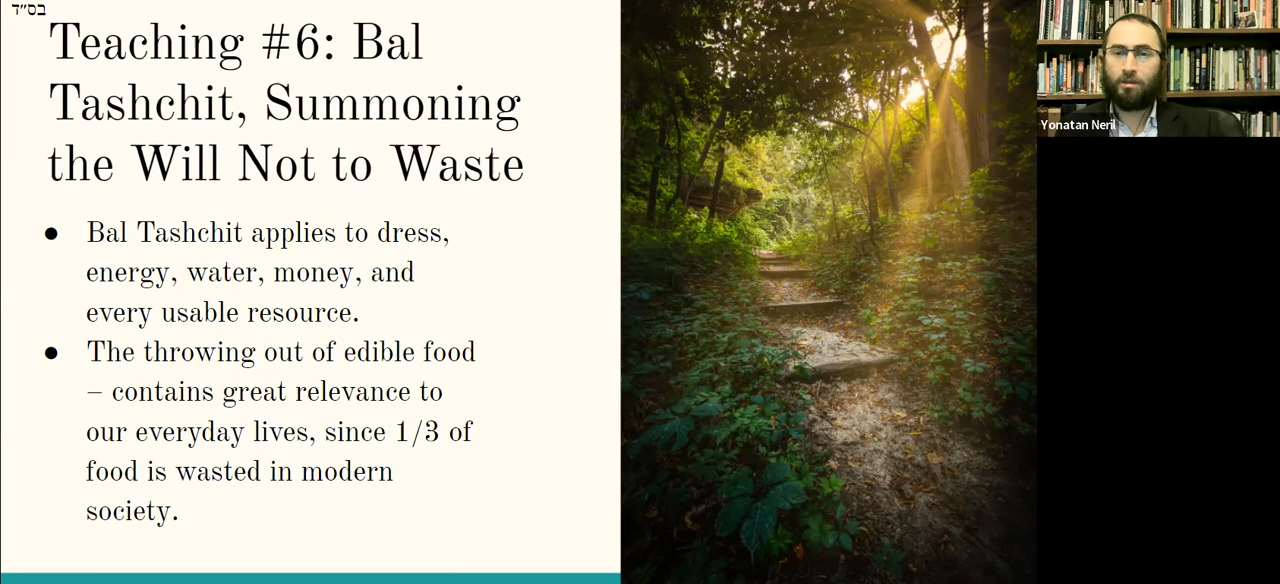 בס״ד
Teaching #6: Bal
Tashchit, Summoning
the Will Not to Waste
● Bal Tashchit applies to dress,
energy, water, money, and
every usable resource.
● The throwing out of edible food
– contains great relevance to
our everyday lives, since 1/3 of
food is wasted in modern
society.
Yonatan Neril